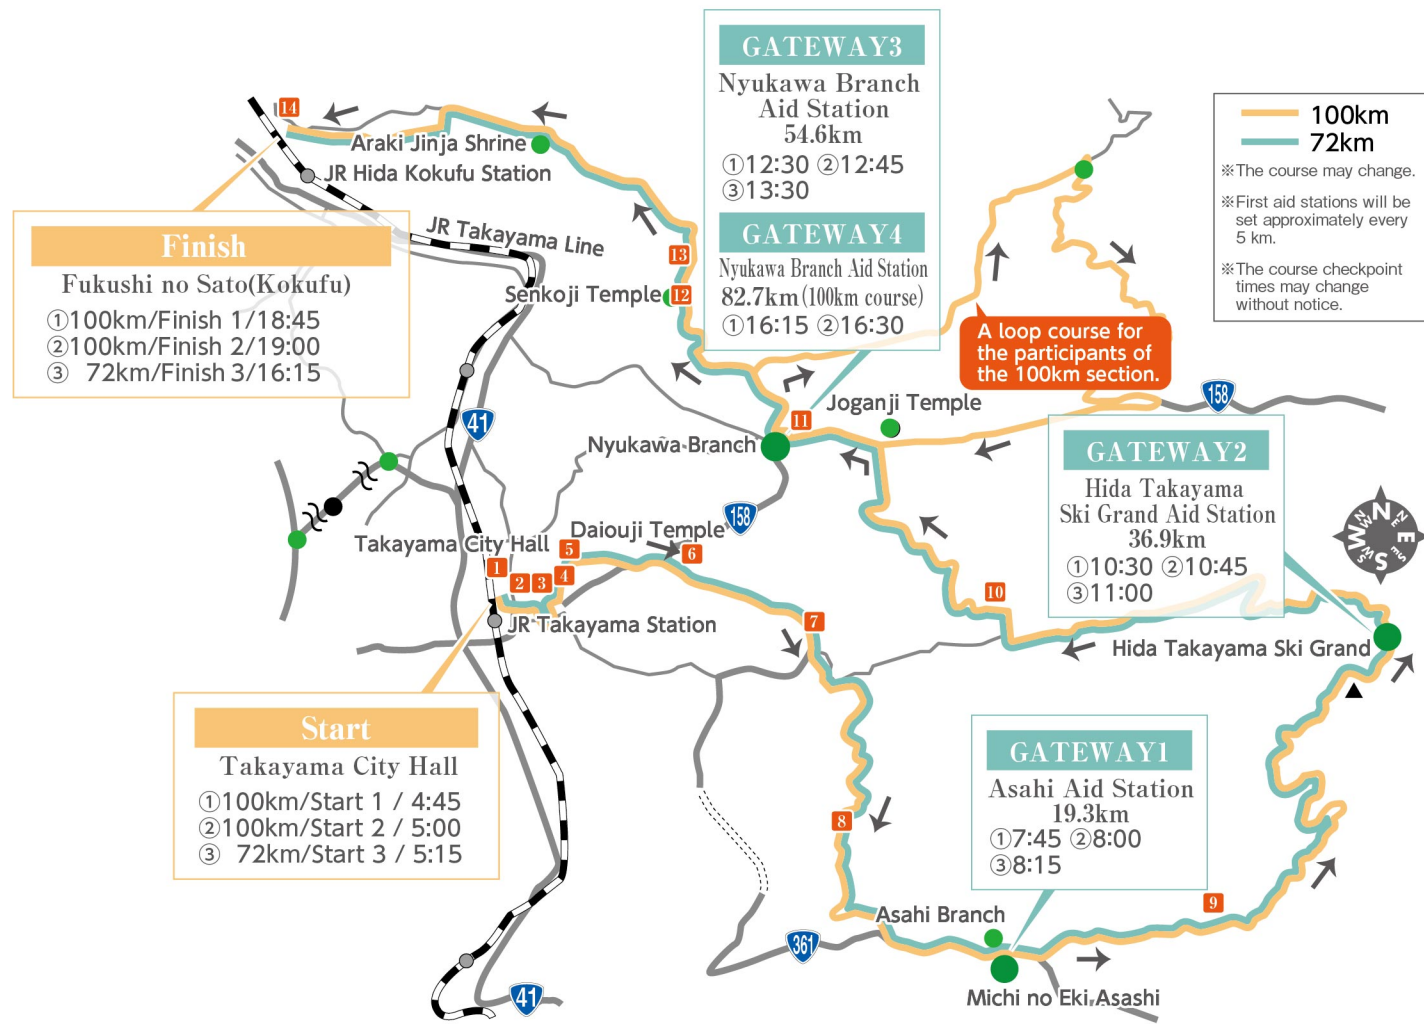 GATEWAY3
Nyukawa Branch
Aid Station
54.6km
①12:30 ②12:45
③13:30
GATEWAY4
Nyukawa Branch Aid Station
82.7km(100km course)
①16:15 ②16:30
100km
72km
※The course may change.
※First aid stations will be
set approximately every
5 km.
※The course checkpoint
times may change
without notice.
14
Araki Jinja Shrine
JR Hida Kokufu Station
JR Takayama Line
Finish
Fukushi no Sato(Kokufu)
①100km/Finish 1/18:45
②100km/Finish 2/19:00
③ 72km/Finish 3/16:15
13
Senkoji Temple
12
A loop course for
the participants of
the 100km section.
158
41
11
Joganji Temple
Nyukawa Branch
GATEWAY2
Hida Takayama
Ski Grand Aid Station
36.9km
①10:30 ②10:45
③11:00
N
NE
E
SE
S
SW
W
NW
158
Daiouji Temple
Takayama City Hall
1
2
3
4
5
6
7
10
JR Takayama Station
Hida Takayama Ski Grand
Start
Takayama City Hall
①100km/Start 1 / 4:45
②100km/Start 2 / 5:00
③ 72km/Start 3 / 5:15
GATEWAY1
Asahi Aid Station
19.3km
①7:45 ②8:00
③8:15
8
9
Asahi Branch
361
41
Michi no Eki Asashi